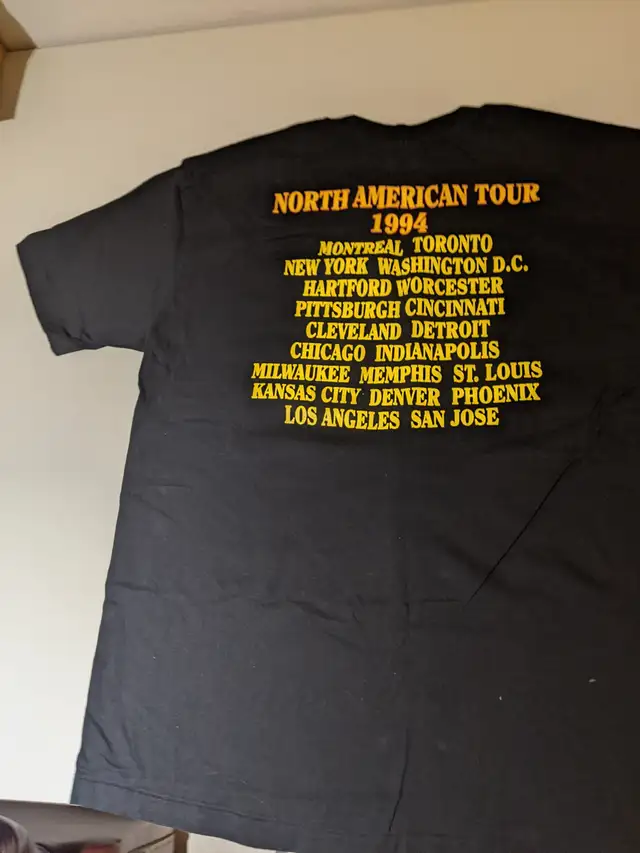 NORTH AMERICAN TOUR
1994
MONTREAL TORONTO
NEW YORK WASHINGTON D.C.
HARTFORD WORCESTER
PITTSBURGH CINCINNATI
CLEVELAND DETROIT
CHICAGO INDIANAPOLIS
MILWAUKEE MEMPHIS ST. LOUIS
KANSAS CITY DENVER PHOENIX
LOS ANGELES SAN JOSE